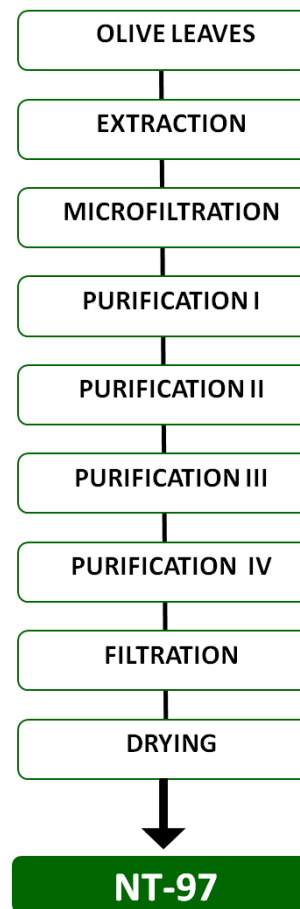 OLIVE LEAVES
EXTRACTION
MICROFILTRATION
PURIFICATION I
PURIFICATION II
PURIFICATION III
PURIFICATION IV
FILTRATION
DRYING
NT-97